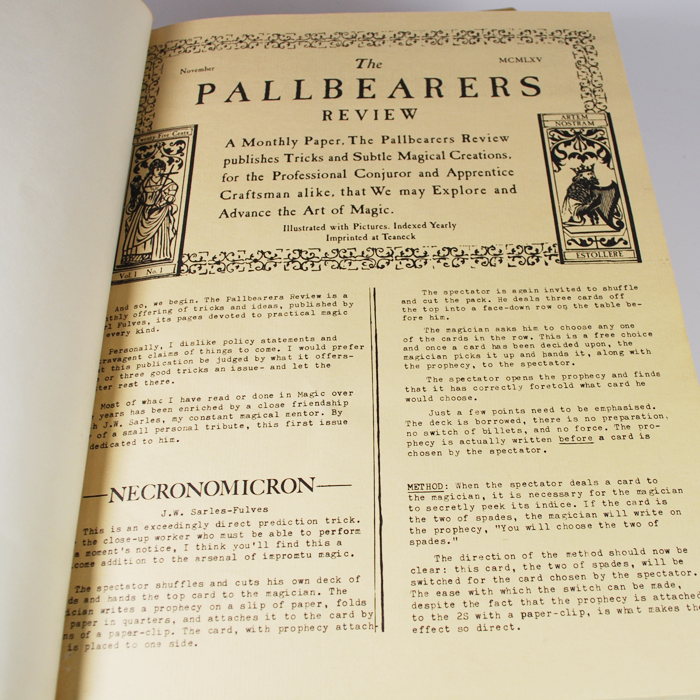 November
The
MCMLXV
PALLBEARERS
REVIEW
A Monthly Paper. The Pallbearers Review
publishes Tricks and Subtle Magical Creations.
for the Professional Conjuror and Apprentice
Craftsman alike, that We may Explore and
Advance the Art of Magic.
Illustrated with Pictures. Indexed Yearly
Imprinted at Teaneck
Twenty Five Cents
Vol.1 No.1
ARTEM
NOSTRAM
ESTOLLERE
And so, we begin. The Pallbearers Review is a
thly offering of tricks and ideas, published by
l Fulves, its pages devoted to practical magic
every kind.
Personally, I dislike policy statements and
travagent claims of things to come. I would prefer
t this publication be judged by what it offers-
or three good tricks an issue- and let the
ter rest there.
Most of what I have read or done in Magic over
years has been enriched by a close friendship
h J.W. Sarles, my constant magical mentor. By
of a small personal tribute, this first issue
dedicated to him.
NECRONOMICRON
J.W. Sarles-Fulves
This is an exceedingly direct prediction trick.
the close-up worker who must be able to perform
a moment's notice, I think you'll find this a
come addition to the arsenal of impromtu magic.
The spectator shuffles and cuts his own deck of
ds and hands the top card to the magician. The
ician writes a prophecy on a slip of paper, folds
paper in quarters, and attaches it to the card by
ns of a paper-clip. The card, with prophecy attach
is placed to one side.
The spectator is again invited to shuffle
and cut the pack. He deals three cards off
the top into a face-down row on the table be-
fore him.
The magician asks him to choose any one
of the cards in the row. This is a free choice
and once a card has been decided upon, the
magician picks it up and hands it, along with
the prophecy, to the spectator.
The spectator opens the prophecy and finds
that it has correctly foretold what card he
would choose.
Just a few points need to be emphasised.
The deck is borrowed, there is no preparation,
no switch of billets, and no force. The pro-
phecy is actually written before a card is
chosen by the spectator.
METHOD: When the spectator deals a card to
the magician, it is necessary for the magician
to secretly peek its indice. If the card is
the two of spades, the magician will write on
the prophecy, "You will choose the two of
spades."
The direction of the method should now be
clear: this card, the two of spades, will be
switched for the card chosen by the spectator.
The ease with which the switch can be made,
despite the fact that the prophecy is attached
to the 2S with a paper-clip, is what makes th
effect so direct.